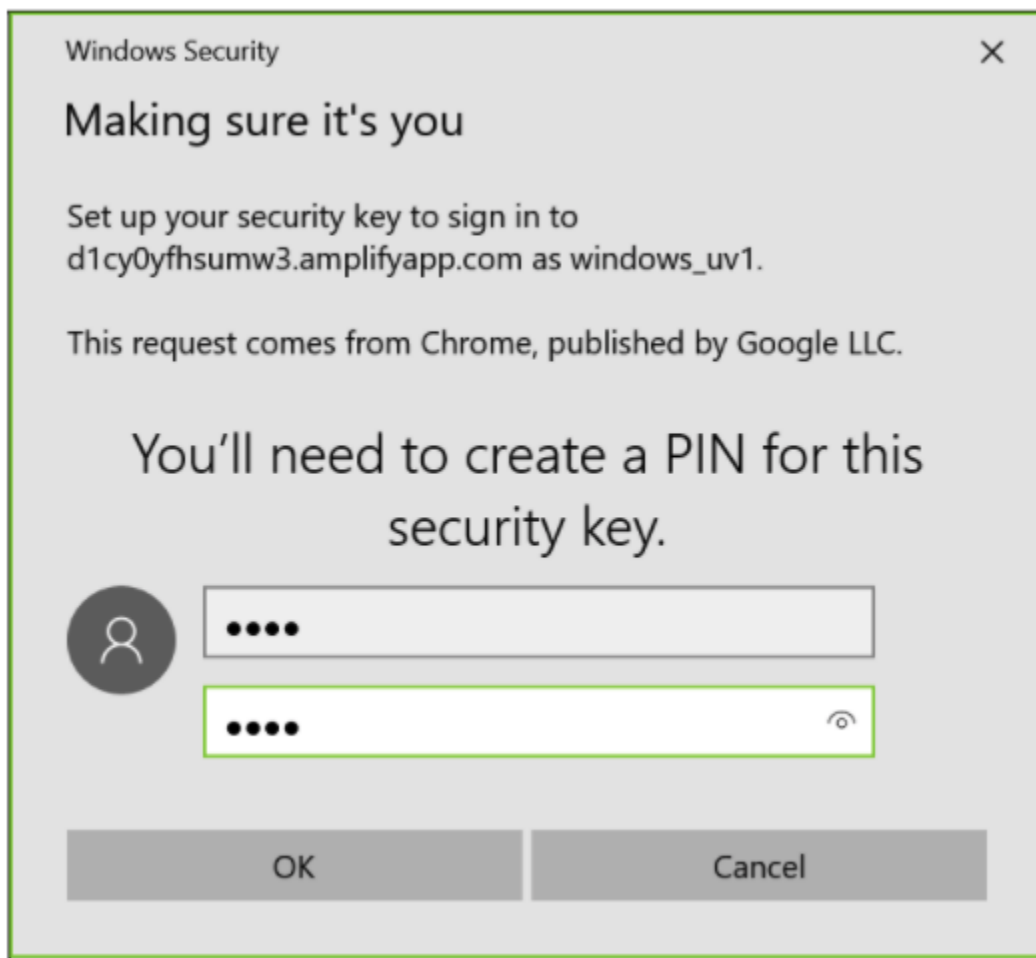 Windows Security
Making sure it's you
Set up your security key to sign in to
d1cy0yfhsumw3.amplifyapp.com as windows_uv1.
This request comes from Chrome, published by Google LLC.
You’ll need to create a PIN for this
security key.
••••
••••
OK
Cancel